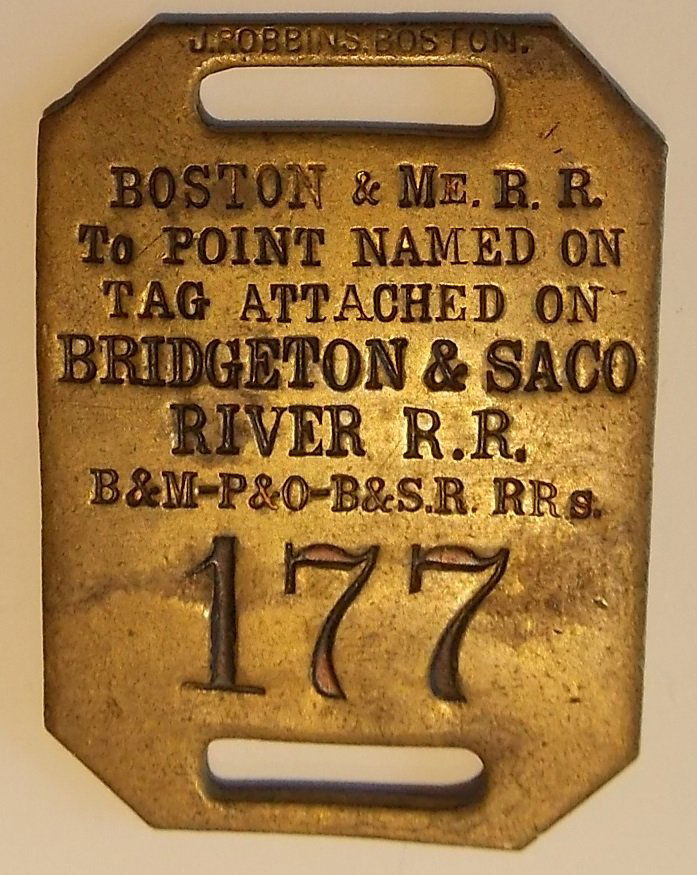 J. ROBBINS. BOSTON.
BOSTON & ME. R. R.
To POINT NAMED ON
TAG ATTACHED ON
BRIDGETON & SACO
RIVER R.R.
B&M-P&O-B&S.R. RRs.
177